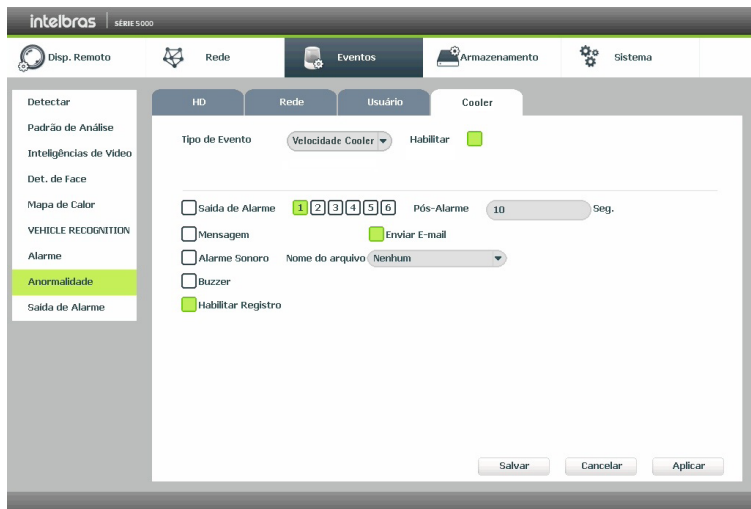 intelbras | SÉRIE 5000
Disp. Remoto Rede Eventos Armazenamento Sistema
Detectar
Padrão de Análise
Inteligências de Vídeo
Det. de Face
Mapa de Calor
VEHICLE RECOGNITION
Alarme
Anormalidade
Saída de Alarme
HD Rede Usuário Cooler
Tipo de Evento Velocidade Cooler Habilitar
Saída de Alarme 1 2 3 4 5 6 Pós-Alarme 10 Seg.
Mensagem Enviar E-mail
Alarme Sonoro Nome do arquivo Nenhum
Buzzer
Habilitar Registro
Salvar Cancelar Aplicar